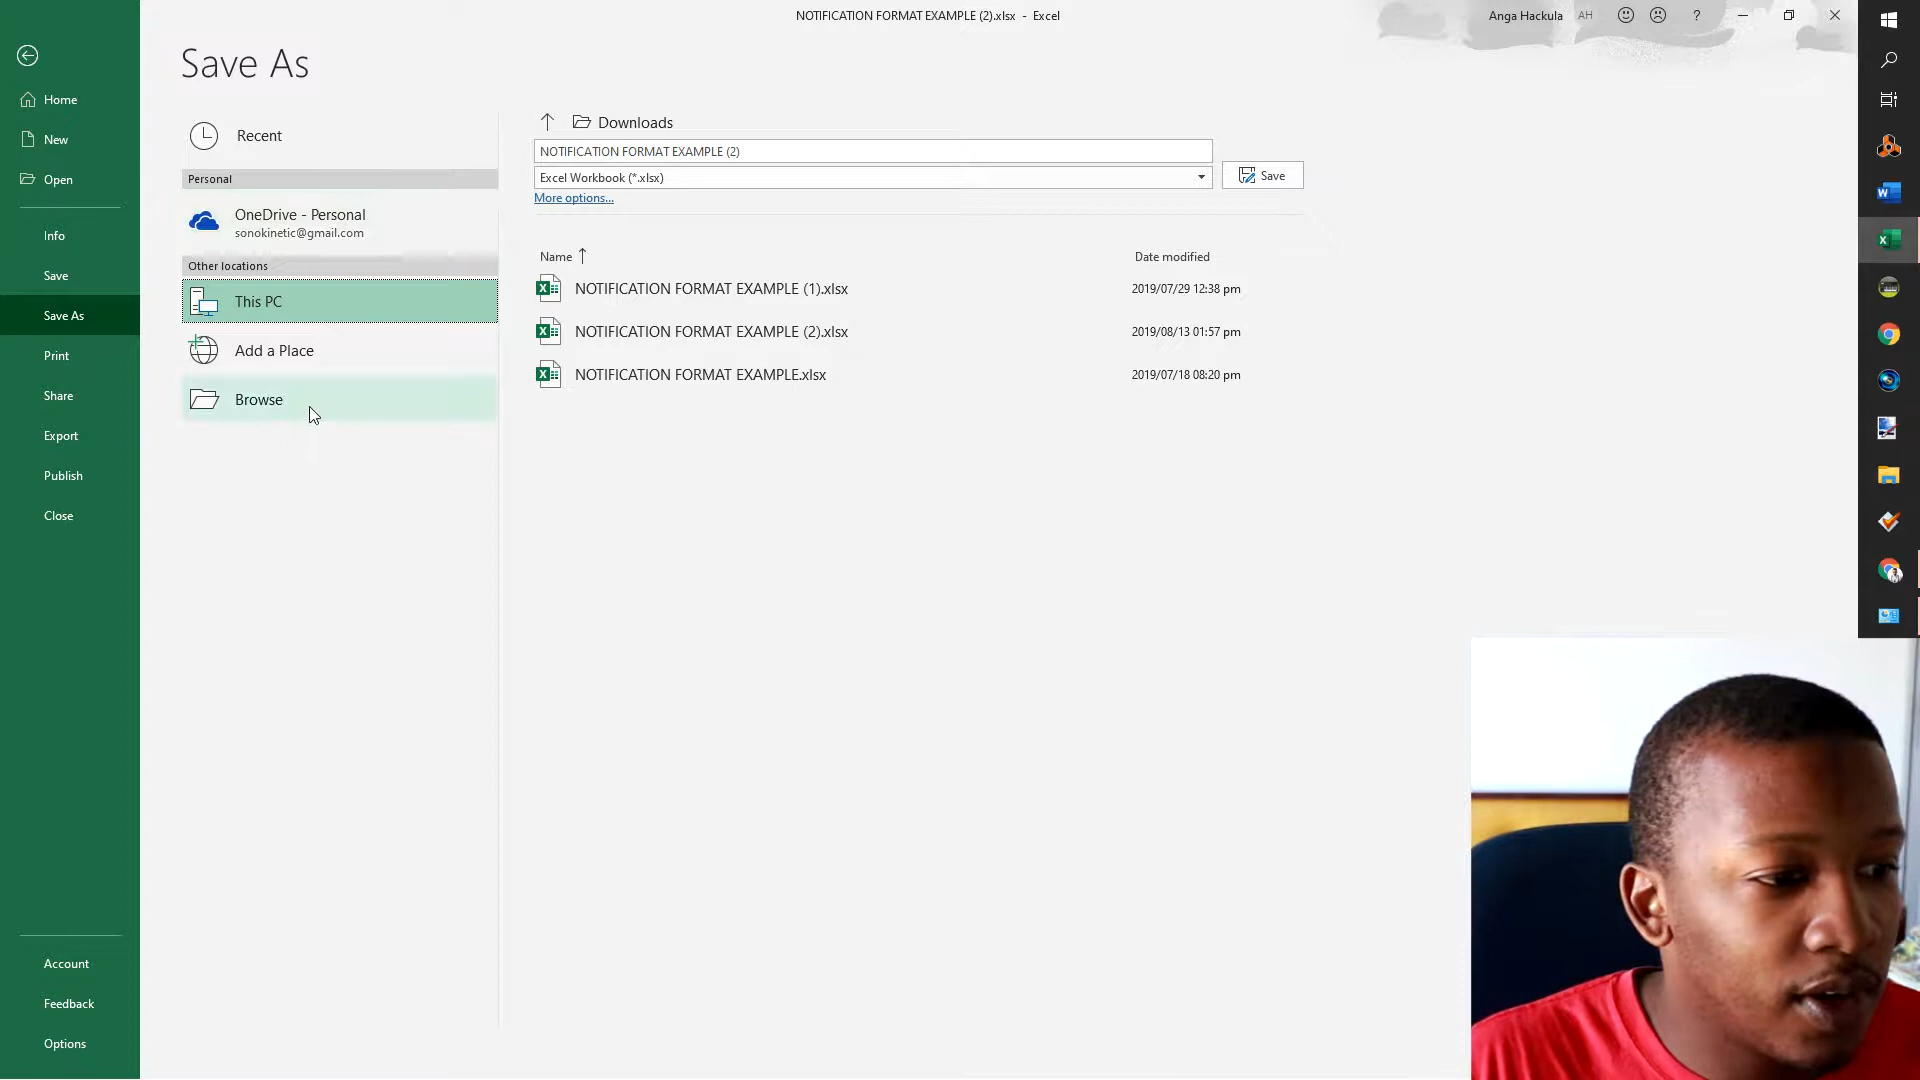 NOTIFICATION FORMAT EXAMPLE (2).xlsx - Excel
Anga Hackula AH
?
Save As
Home
New
Open
Info
Save
Save As
Print
Share
Export
Publish
Close
Account
Feedback
Options
Recent
Personal
OneDrive - Personal
sonokinetic@gmail.com
Other locations
This PC
Add a Place
Browse
Downloads
NOTIFICATION FORMAT EXAMPLE (2)
Excel Workbook (*.xlsx)
Save
More options...
Name Date modified
NOTIFICATION FORMAT EXAMPLE (1).xlsx 2019/07/29 12:38 pm
NOTIFICATION FORMAT EXAMPLE (2).xlsx 2019/08/13 01:57 pm
NOTIFICATION FORMAT EXAMPLE.xlsx 2019/07/18 08:20 pm